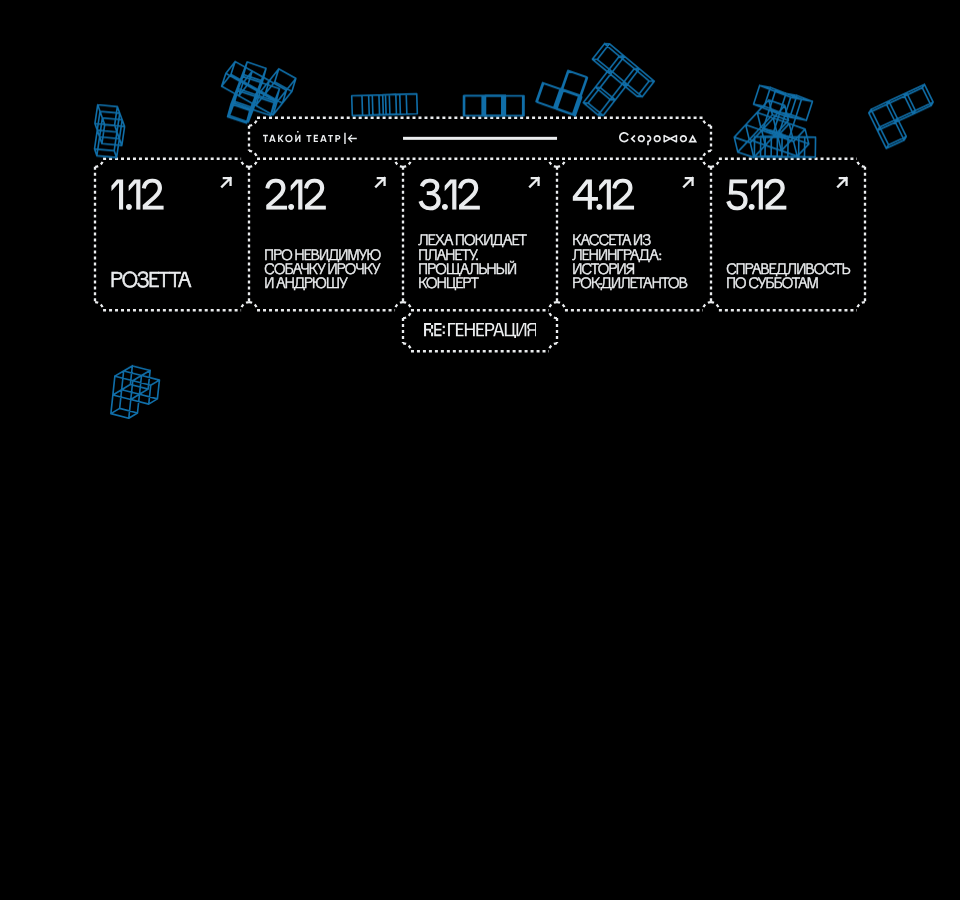 ТАКОЙ ТЕАТР
1.12
РОЗЕТТА
2.12
ПРО НЕВИДИМУЮ
СОБАЧКУ ИРОЧКУ
И АНДРЮШУ
3.12
ЛЕХА ПОКИДАЕТ
ПЛАНЕТУ.
ПРОЩАЛЬНЫЙ
КОНЦЕРТ
4.12
КАССЕТА ИЗ
ЛЕНИНГРАДА:
ИСТОРИЯ
РОК-ДИЛЕТАНТОВ
5.12
СПРАВЕДЛИВОСТЬ
ПО СУББОТАМ
RE: ГЕНЕРАЦИЯ